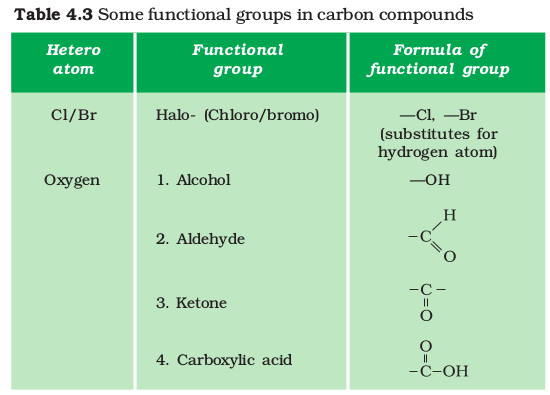 Table 4.3 Some functional groups in carbon compounds
Hetero atom	Functional group	Formula of functional group
Cl/Br	Halo- (Chloro/bromo)	—Cl, —Br
(substitutes for
hydrogen atom)
Oxygen	1. Alcohol	—OH
H
2. Aldehyde	–C
O
–C–
3. Ketone	=
O
O
=
4. Carboxylic acid	–C–OH